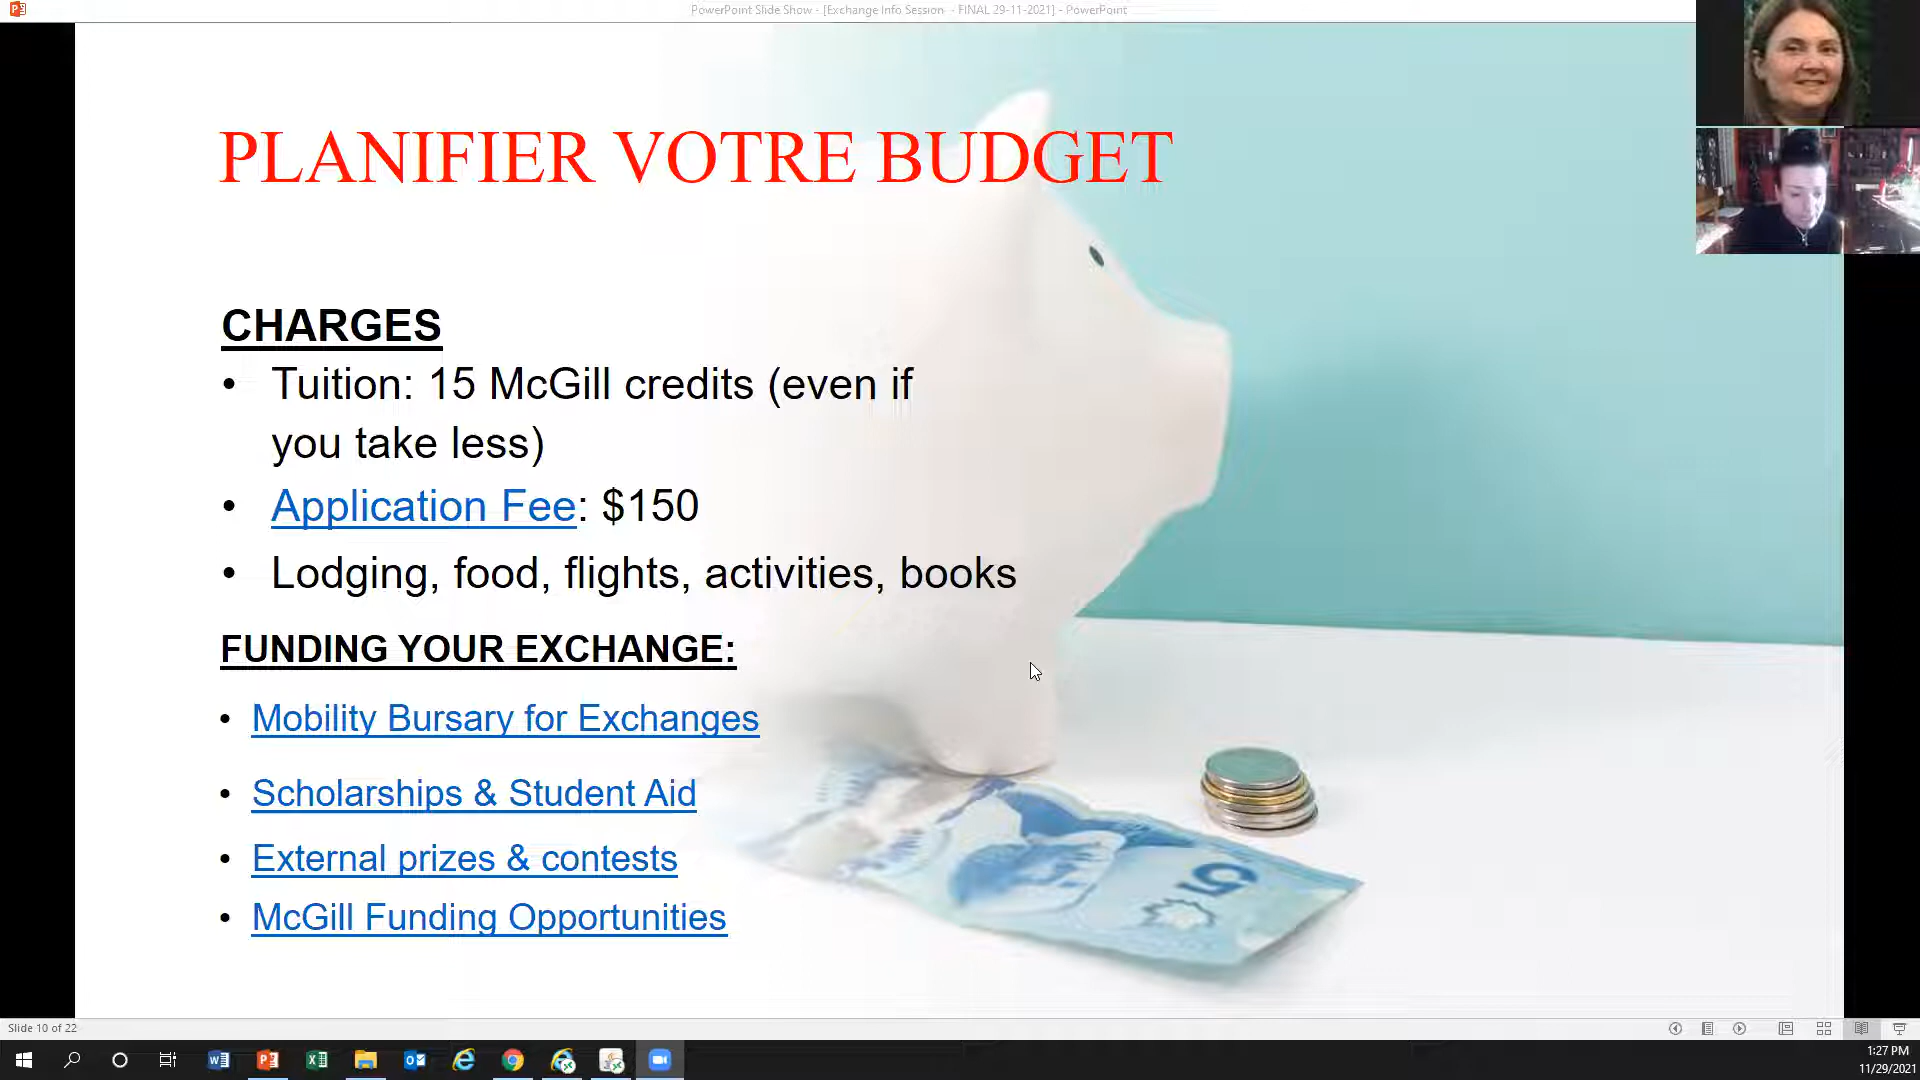 PowerPoint Slide Show - [Exchange Info Session - FINAL 29-11-2021] - PowerPoint
PLANIFIER VOTRE BUDGET
CHARGES
• Tuition: 15 McGill credits (even if
you take less)
• Application Fee: $150
• Lodging, food, flights, activities, books
FUNDING YOUR EXCHANGE:
• Mobility Bursary for Exchanges
• Scholarships & Student Aid
• External prizes & contests
• McGill Funding Opportunities
5
Slide 10 of 22
1:27 PM
11/29/2021